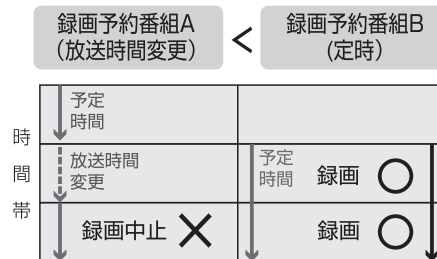 録画予約番組A
(放送時間変更)
<
録画予約番組B
(定時)
時間帯
予定
時間
放送時間
変更
予定
時間
録画 ○
録画中止 ×
録画 ○